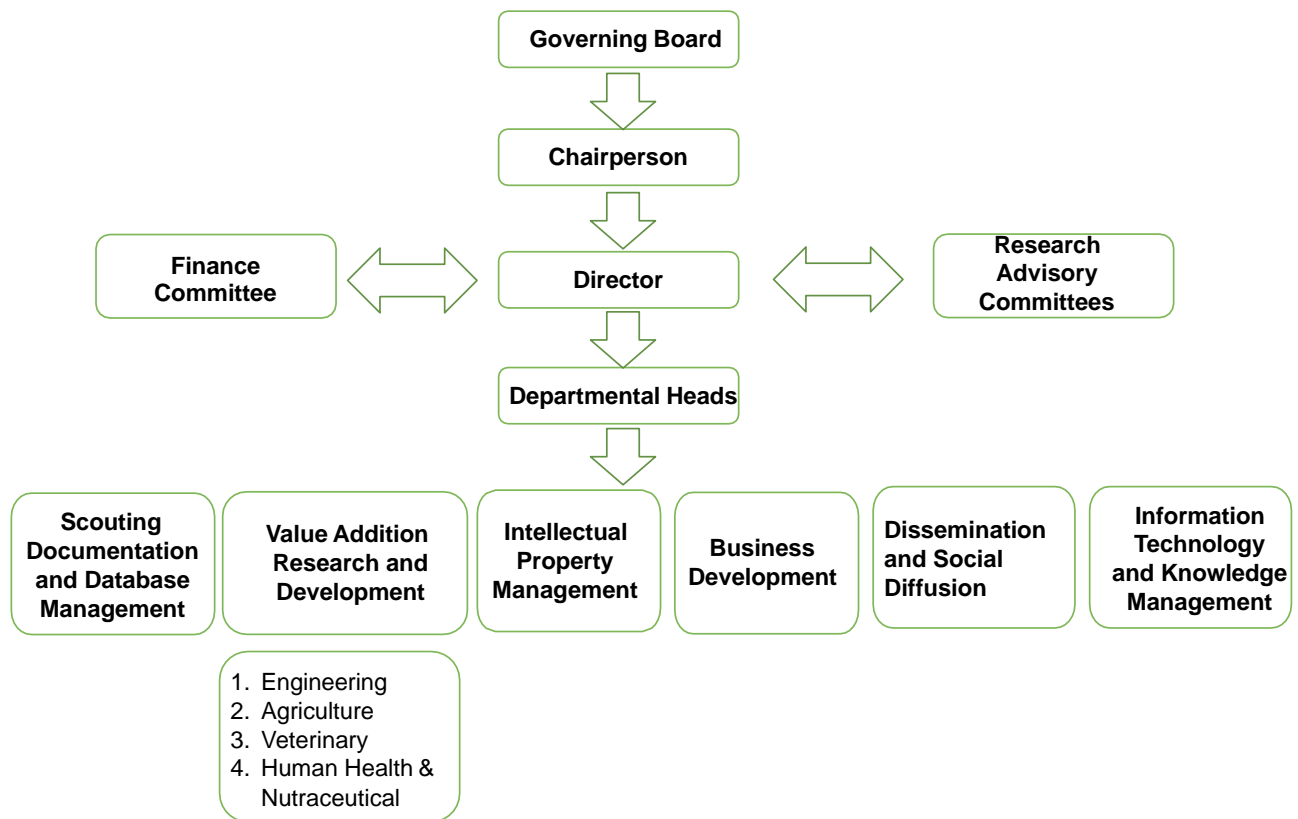 Governing Board
Chairperson
Finance
Committee
Director
Research
Advisory
Committees
Departmental Heads
Scouting
Documentation
and Database
Management
Value Addition
Research and
Development
Intellectual
Property
Management
Business
Development
Dissemination
and Social
Diffusion
Information
Technology
and Knowledge
Management
1. Engineering
2. Agriculture
3. Veterinary
4. Human Health &
Nutraceutical